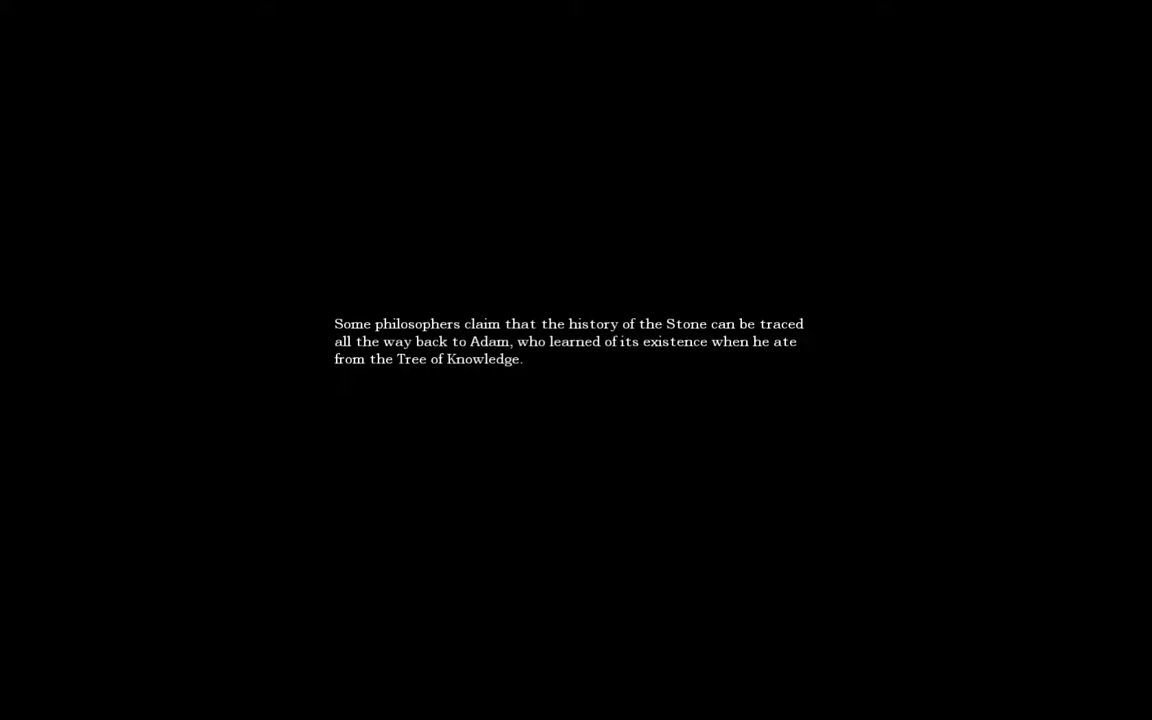 Some philosophers claim that the history of the Stone can be traced
all the way back to Adam, who learned of its existence when he ate
from the Tree of Knowledge.